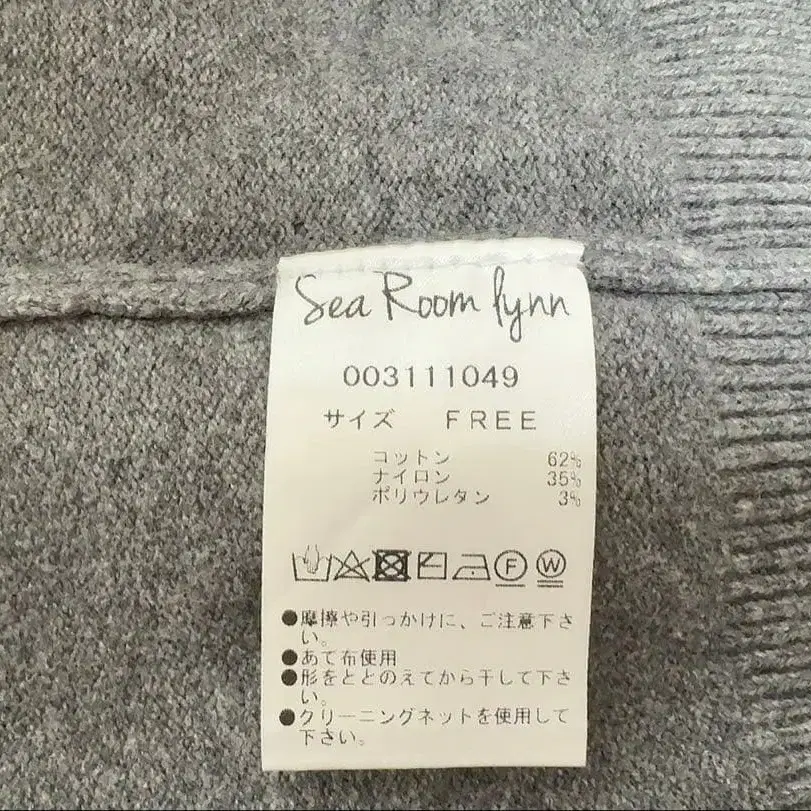 Sea Room lynn
003111049
サイズ FREE
コットン 62%
ナイロン 35%
ポリウレタン 3%
F W
●摩擦や引っかけに、ご注意下さ
い。
●あて布使用
●形をととのえてから干して下さ
い。
●クリーニングネットを使用して
下さい。